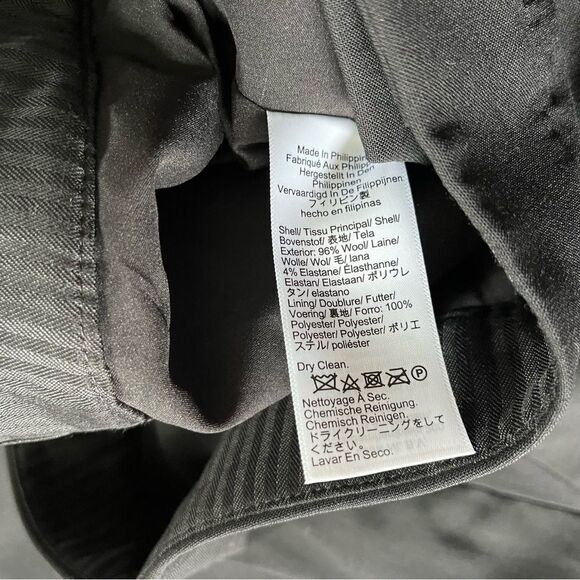 Made In Philippin
Fabriqué Aux Philippi
Hergestellt In Den
Philippinen
Vervaardigd In De Filippijnen:
フィリピン製
hecho en filipinas
Shell/ Tissu Principal/ Shell/
Bovenstof/ 表地/ Tela
Exterior: 96% Wool/ Laine/
Wolle/ Wol/ 毛/ lana
4% Elastane/ Élasthanne/
Elastan/ Elastaan/ ポリウレ
タン/ elastano
Lining/ Doublure/ Futter/
Voering/ 裏地/ Forro: 100%
Polyester/ Polyester/
Polyester/ Polyester/ ポリエ
ステル/ poliéster
Dry Clean.
P
Nettoyage À Sec.
Chemische Reinigung.
Chemische Reinigen.
ドライクリーニングをして
ください。
Lavar En Seco.